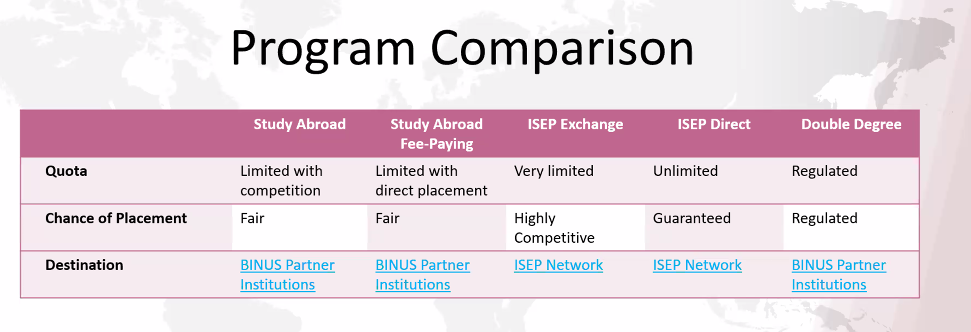 Program Comparison
Study Abroad
Study Abroad
Fee-Paying
ISEP Exchange
ISEP Direct
Double Degree
Quota
Limited with
competition
Limited with
direct placement
Very limited
Unlimited
Regulated
Chance of Placement
Fair
Fair
Highly
Competitive
Guaranteed
Regulated
Destination
BINUS Partner
Institutions
BINUS Partner
Institutions
ISEP Network
ISEP Network
BINUS Partner
Institutions